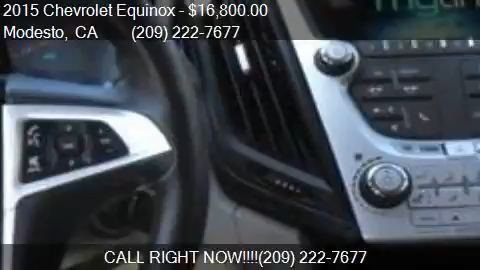 2015 Chevrolet Equinox - $16,800.00
Modesto, CA (209) 222-7677
CALL RIGHT NOW!!!!(209) 222-7677